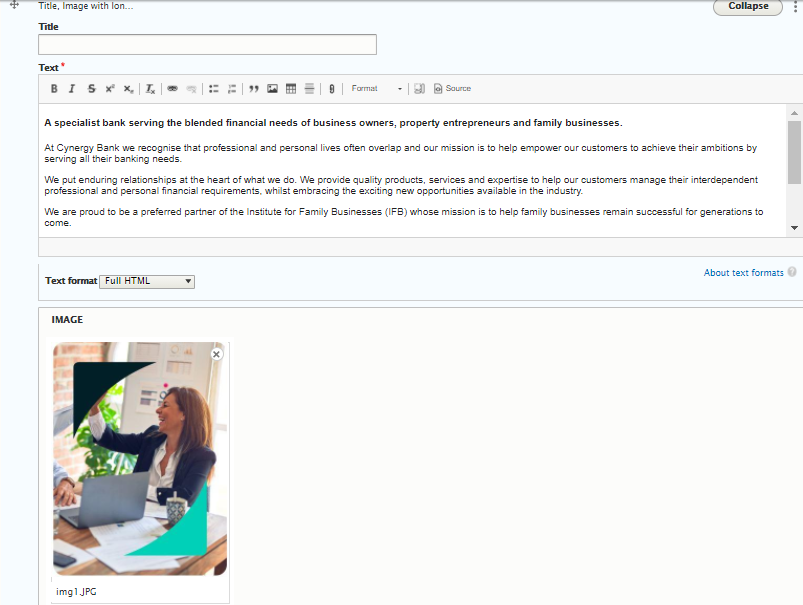 Title, Image with lon...
Collapse
Title
Text *
B I S x² xₓ Tx Format Source
A specialist bank serving the blended financial needs of business owners, property entrepreneurs and family businesses.
At Cynergy Bank we recognise that professional and personal lives often overlap and our mission is to help empower our customers to achieve their ambitions by
serving all their banking needs.
We put enduring relationships at the heart of what we do. We provide quality products, services and expertise to help our customers manage their interdependent
professional and personal financial requirements, whilst embracing the exciting new opportunities available in the industry.
We are proud to be a preferred partner of the Institute for Family Businesses (IFB) whose mission is to help family businesses remain successful for generations to
come.
About text formats ?
Text format Full HTML
IMAGE
img1.JPG